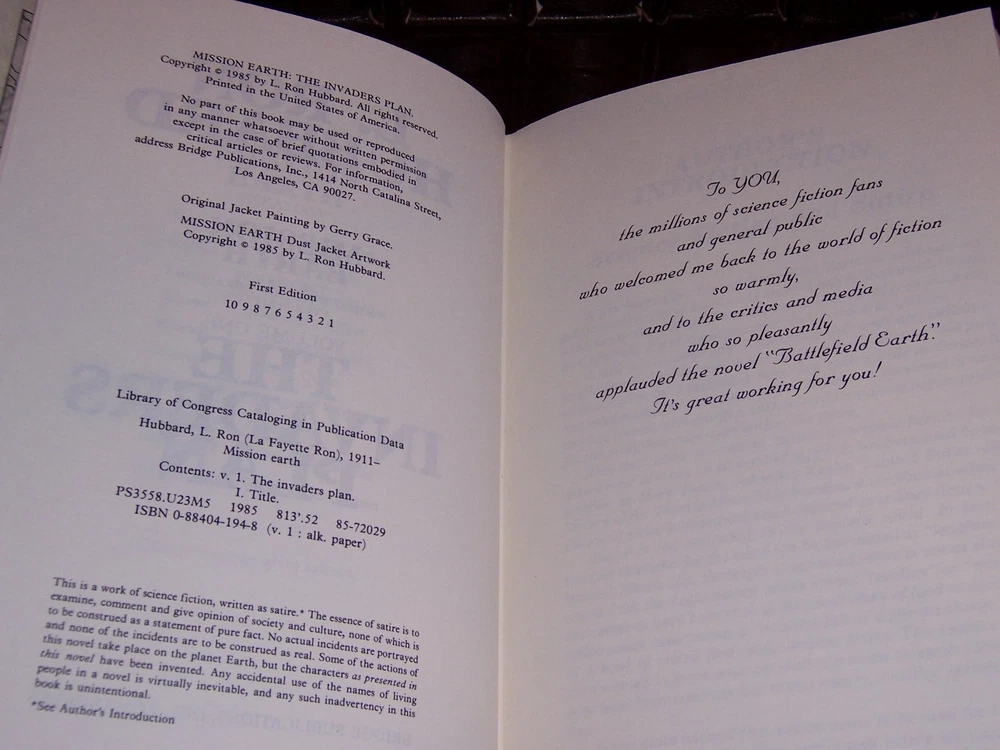 MISSION EARTH: THE INVADERS PLAN.
Copyright © 1985 by L. Ron Hubbard. All rights reserved.
Printed in the United States of America.
No part of this book may be used or reproduced
in any manner whatsoever without written permission
except in the case of brief quotations embodied in
critical articles or reviews. For information,
address Bridge Publications, Inc., 1414 North Catalina Street,
Los Angeles, CA 90027.
Original Jacket Painting by Gerry Grace.
MISSION EARTH Dust Jacket Artwork
Copyright © 1985 by L. Ron Hubbard.
First Edition
10 9 8 7 6 5 4 3 2 1
Library of Congress Cataloging in Publication Data
Hubbard, L. Ron (La Fayette Ron), 1911–
Mission earth
Contents: v. 1. The invaders plan.
I. Title.
PS3558.U23M5 1985 813'.52 85-72029
ISBN 0-88404-194-8 (v. 1 : alk. paper)
This is a work of science fiction, written as satire.* The essence of satire is to
examine, comment and give opinion of society and culture, none of which is
to be construed as a statement of pure fact. No actual incidents are portrayed
and none of the incidents are to be construed as real. Some of the actions of
this novel take place on the planet Earth, but the characters as presented in
this novel have been invented. Any accidental use of the names of living
people in a novel is virtually inevitable, and any such inadvertency in this
book is unintentional.
*See Author's Introduction
To YOU,
the millions of science fiction fans
and general public
who welcomed me back to the world of fiction
so warmly,
and to the critics and media
who so pleasantly
applauded the novel "Battlefield Earth."
It's great working for you!